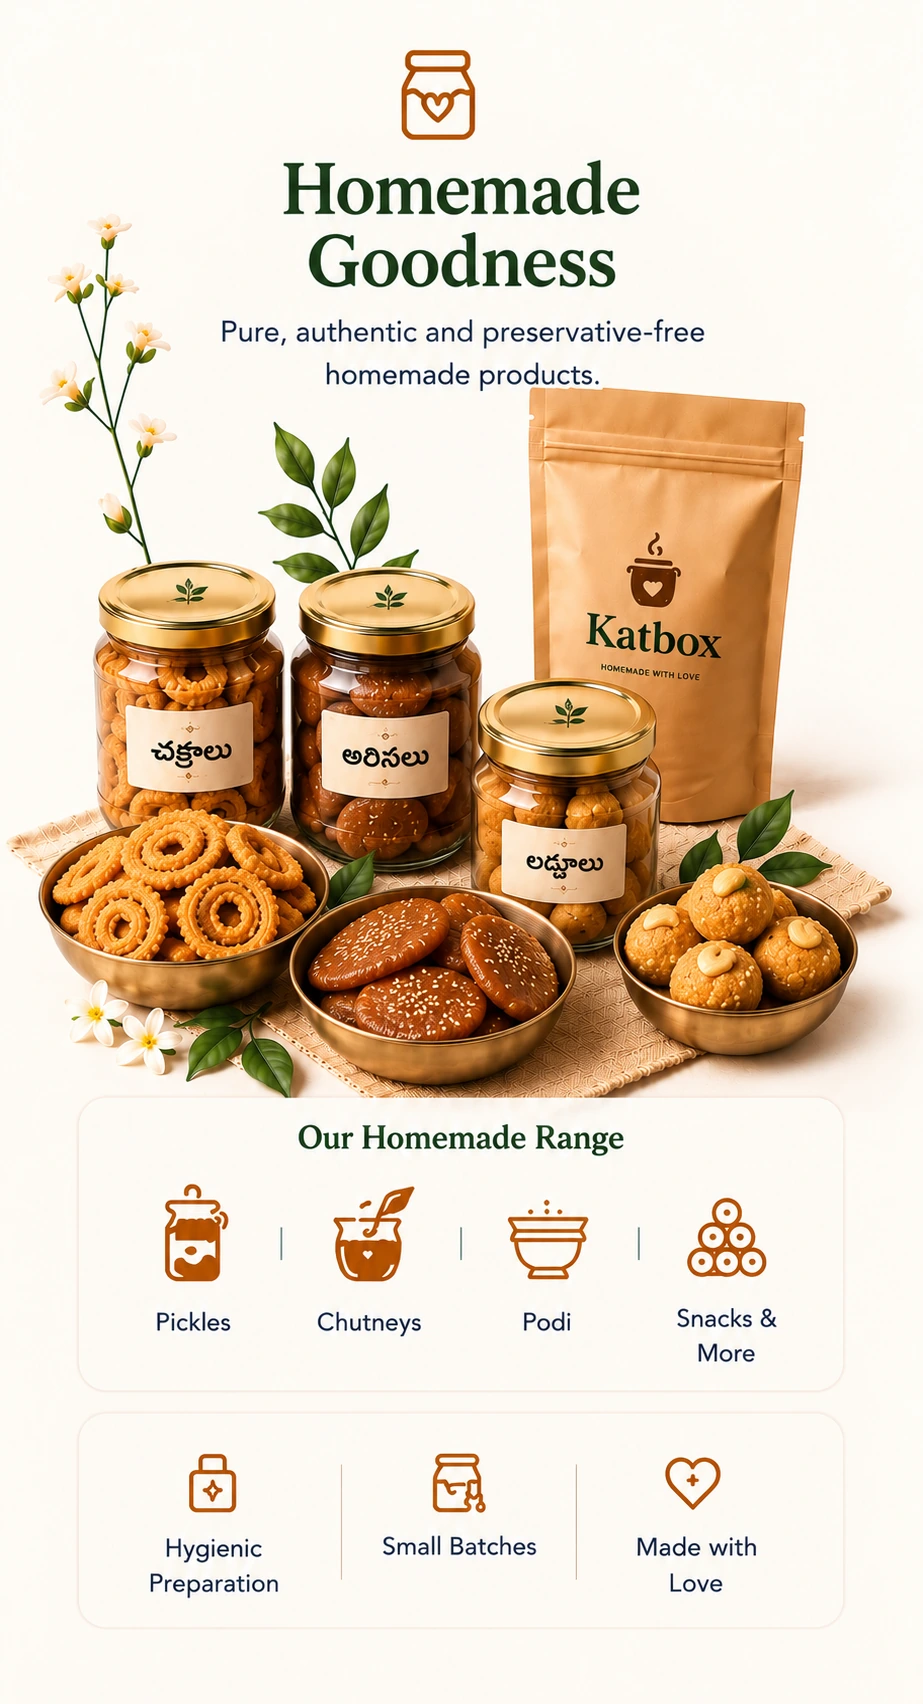 Homemade
Goodness
Pure, authentic and preservative-free
homemade products.
Katbox
HOMEMADE WITH LOVE
చక్రాలు
అరిసలు
లడ్డూలు
Our Homemade Range
Pickles
Chutneys
Podi
Snacks &
More
Hygienic
Preparation
Small Batches
Made with
Love